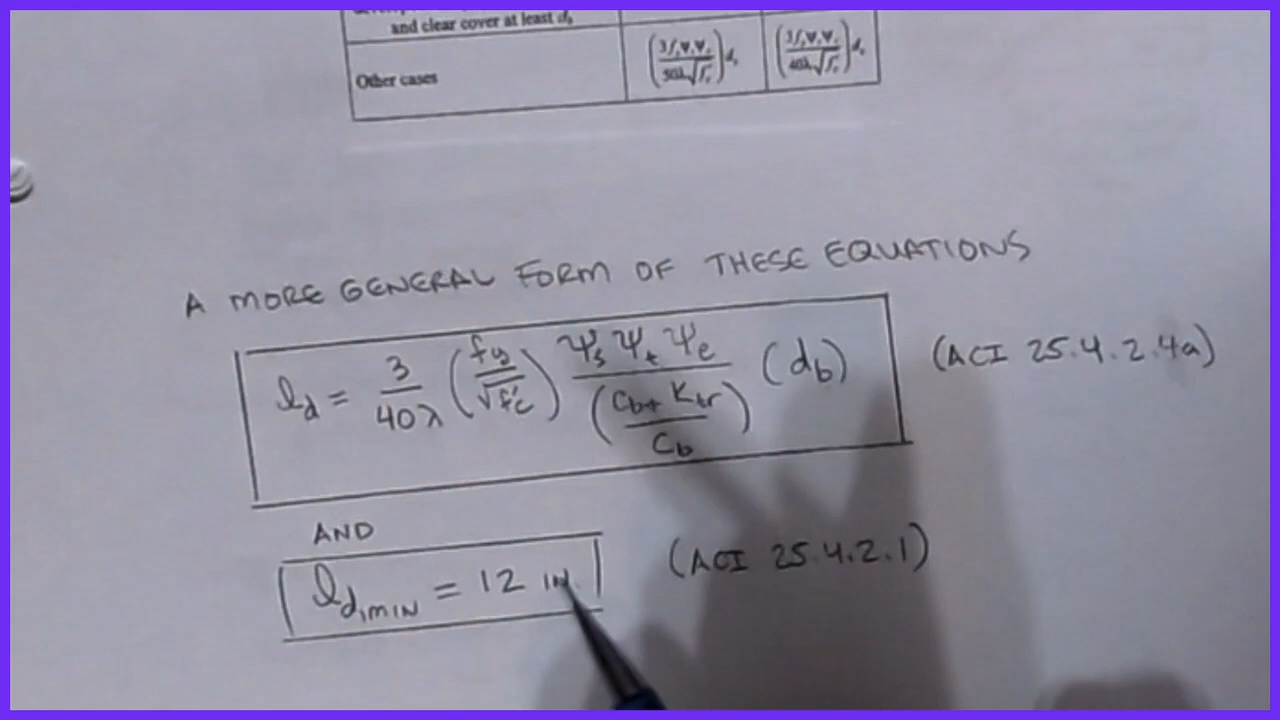 and clear cover at least d_b
Other cases
(3f_yΨ_tΨ_e / 50λ√f'_c) d_b (3f_yΨ_tΨ_e / 40λ√f'_c) d_b
A MORE GENERAL FORM OF THESE EQUATIONS
l_d = 3/40λ (f_y/√f'_c) Ψ_s Ψ_t Ψ_e / ((C_b + K_tr)/C_b) (d_b) (ACI 25.4.2.4a)
AND
l_d,MIN = 12 IN. (ACI 25.4.2.1)